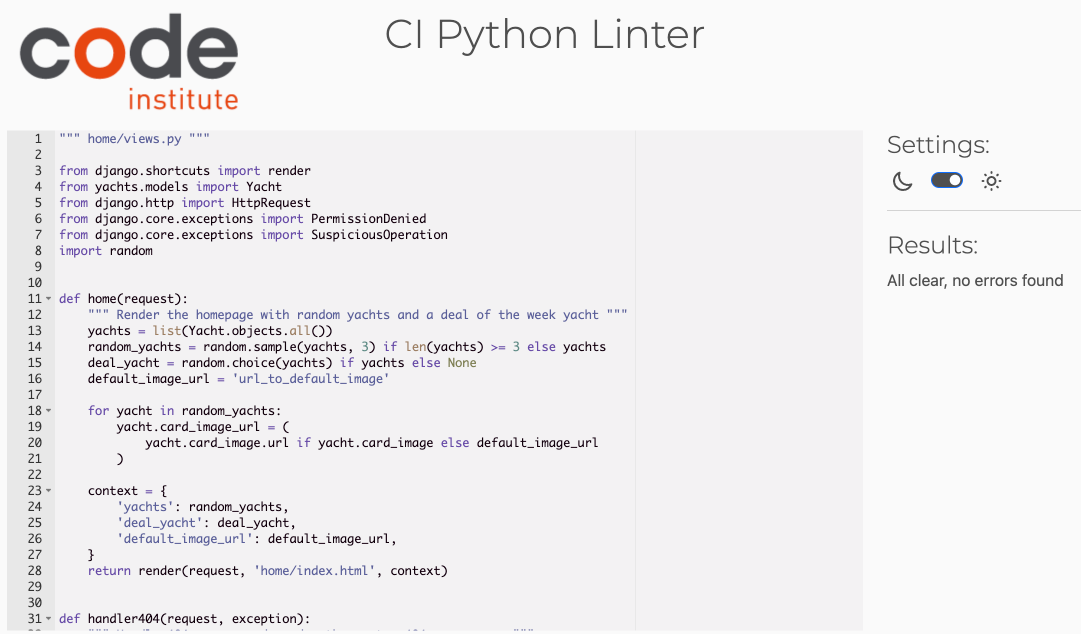 code
institute
CI Python Linter
1 """ home/views.py """
2
3 from django.shortcuts import render
4 from yachts.models import Yacht
5 from django.http import HttpRequest
6 from django.core.exceptions import PermissionDenied
7 from django.core.exceptions import SuspiciousOperation
8 import random
9
10
11 def home(request):
12     """ Render the homepage with random yachts and a deal of the week yacht """
13     yachts = list(Yacht.objects.all())
14     random_yachts = random.sample(yachts, 3) if len(yachts) >= 3 else yachts
15     deal_yacht = random.choice(yachts) if yachts else None
16     default_image_url = 'url_to_default_image'
17
18     for yacht in random_yachts:
19         yacht.card_image_url = (
20             yacht.card_image.url if yacht.card_image else default_image_url
21         )
22
23     context = {
24         'yachts': random_yachts,
25         'deal_yacht': deal_yacht,
26         'default_image_url': default_image_url,
27     }
28     return render(request, 'home/index.html', context)
29
30
31 def handler404(request, exception):
Settings:
Results:
All clear, no errors found